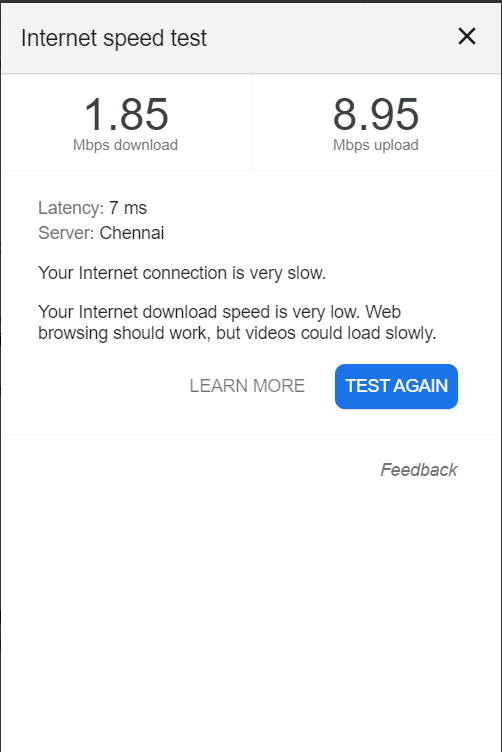 Internet speed test
1.85
Mbps download
8.95
Mbps upload
Latency: 7 ms
Server: Chennai
Your Internet connection is very slow.
Your Internet download speed is very low. Web
browsing should work, but videos could load slowly.
LEARN MORE
TEST AGAIN
Feedback